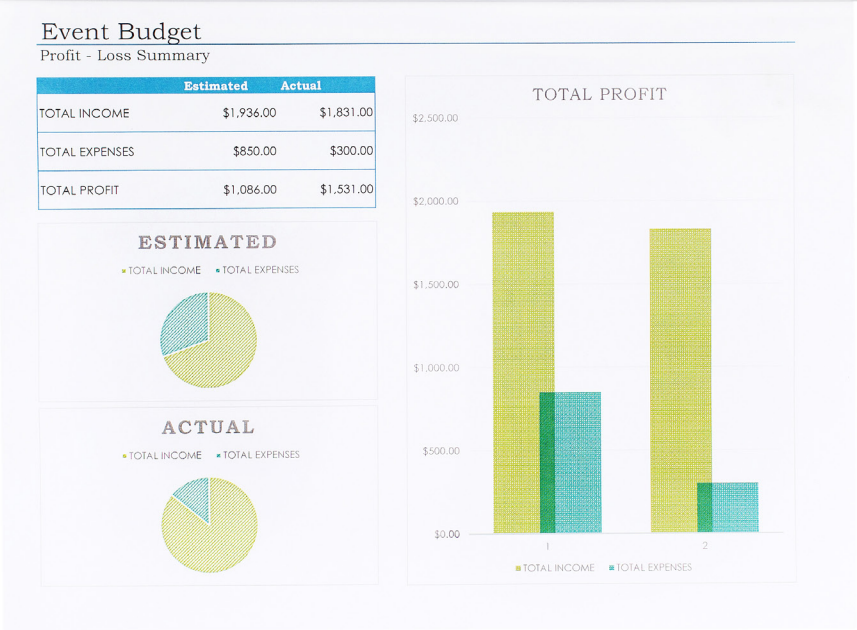 Event Budget
Profit - Loss Summary
Estimated Actual
TOTAL INCOME $1,936.00 $1,831.00
TOTAL EXPENSES $850.00 $300.00
TOTAL PROFIT $1,086.00 $1,531.00
ESTIMATED
TOTAL INCOME TOTAL EXPENSES
ACTUAL
TOTAL INCOME TOTAL EXPENSES
TOTAL PROFIT
$2,500.00
$2,000.00
$1,500.00
$1,000.00
$500.00
$0.00
1 2
TOTAL INCOME TOTAL EXPENSES